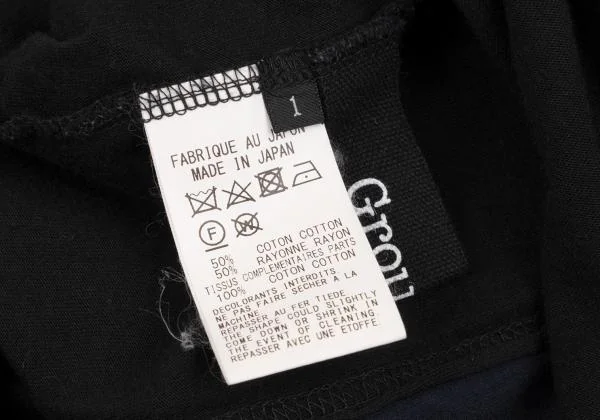 1
FABRIQUE AU JAPON
MADE IN JAPAN
F
W
50% COTON COTTON
50% RAYONNE RAYON
TISSUS COMPLEMENTAIRES PARTS
100% COTON COTTON
DECOLORANTS INTERDITS.
NE PAS FAIRE SECHER A LA
MACHINE.
REPASSER AU FER TIEDE.
THE SHAPE COULD SLIGHTLY
COME DOWN OR SHRINK IN
THE EVENT OF CLEANING.
REPASSER AVEC UNE ETOFFE.
Grou